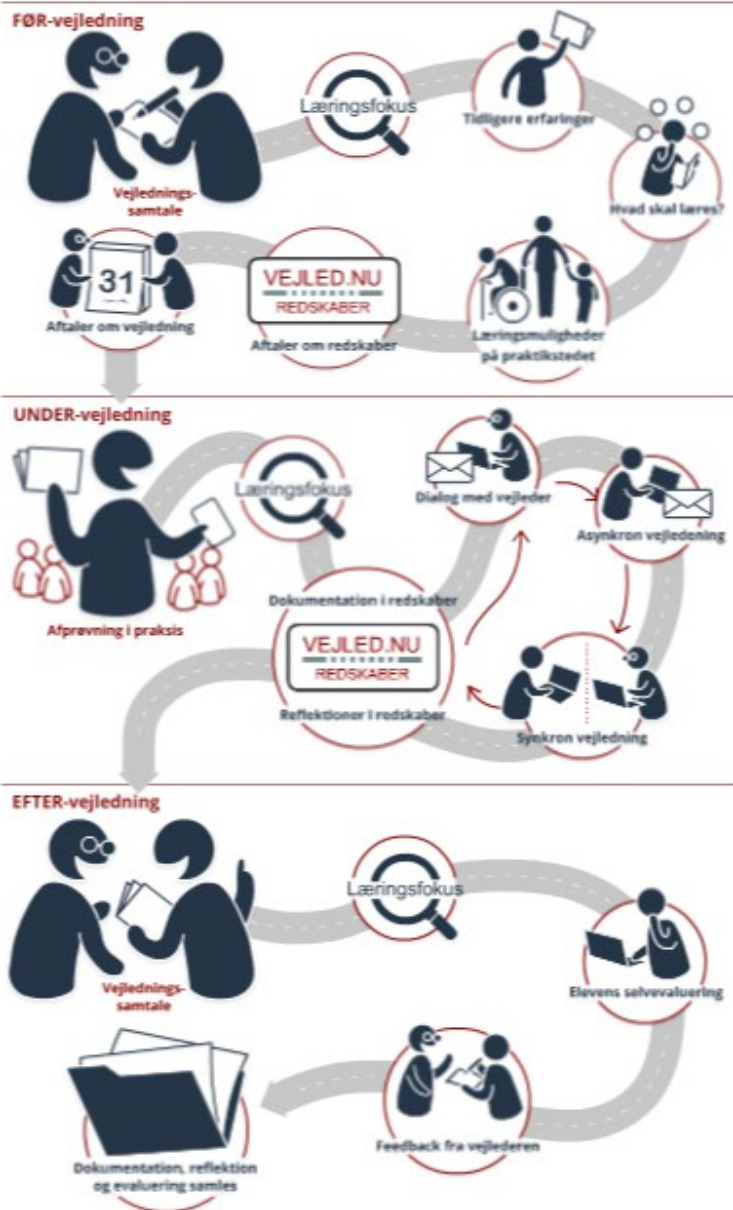 FØR-vejledning
Vejlednings-
samtale
Læringsfokus
Tidligere erfaringer
Hvad skal læres?
Læringsmuligheder
på praktikstedet
VEJLED.NU
REDSKABER
Aftaler om redskaber
31
Aftaler om vejledning
UNDER-vejledning
Afprøvning i praksis
Læringsfokus
Dokumentation i redskaber
VEJLED.NU
REDSKABER
Reflektioner i redskaber
Dialog med vejleder
Asynkron vejledening
Synkron vejledning
EFTER-vejledning
Vejlednings-
samtale
Læringsfokus
Elevens selvevaluering
Feedback fra vejlederen
Dokumentation, reflektion
og evaluering samles